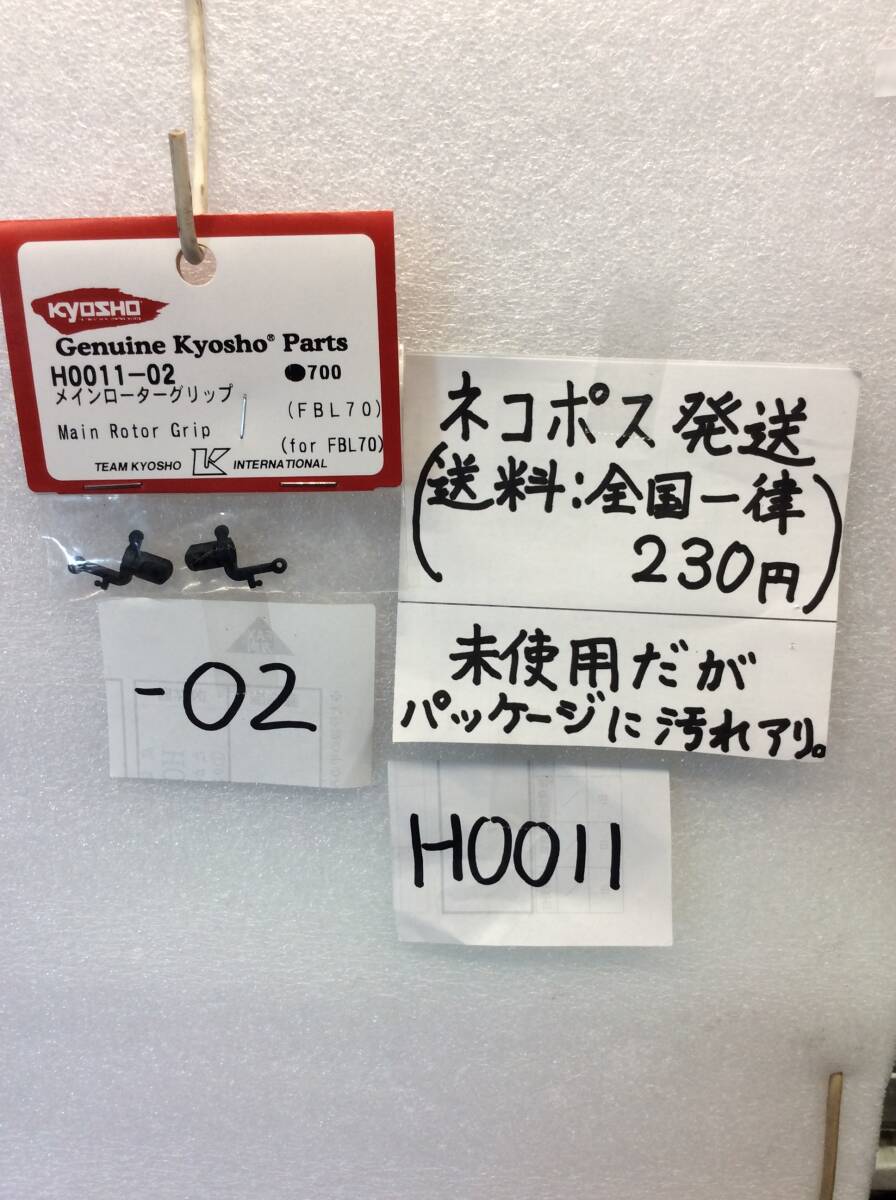 KYOSHO
Genuine Kyosho® Parts
H0011-02 ●700
メインローターグリップ
(FBL70)
Main Rotor Grip
(for FBL70)
TEAM KYOSHO K INTERNATIONAL
ネコポス発送
(送料:全国一律
230円)
未使用だが
パッケージに汚れアリ。
-02
H0011